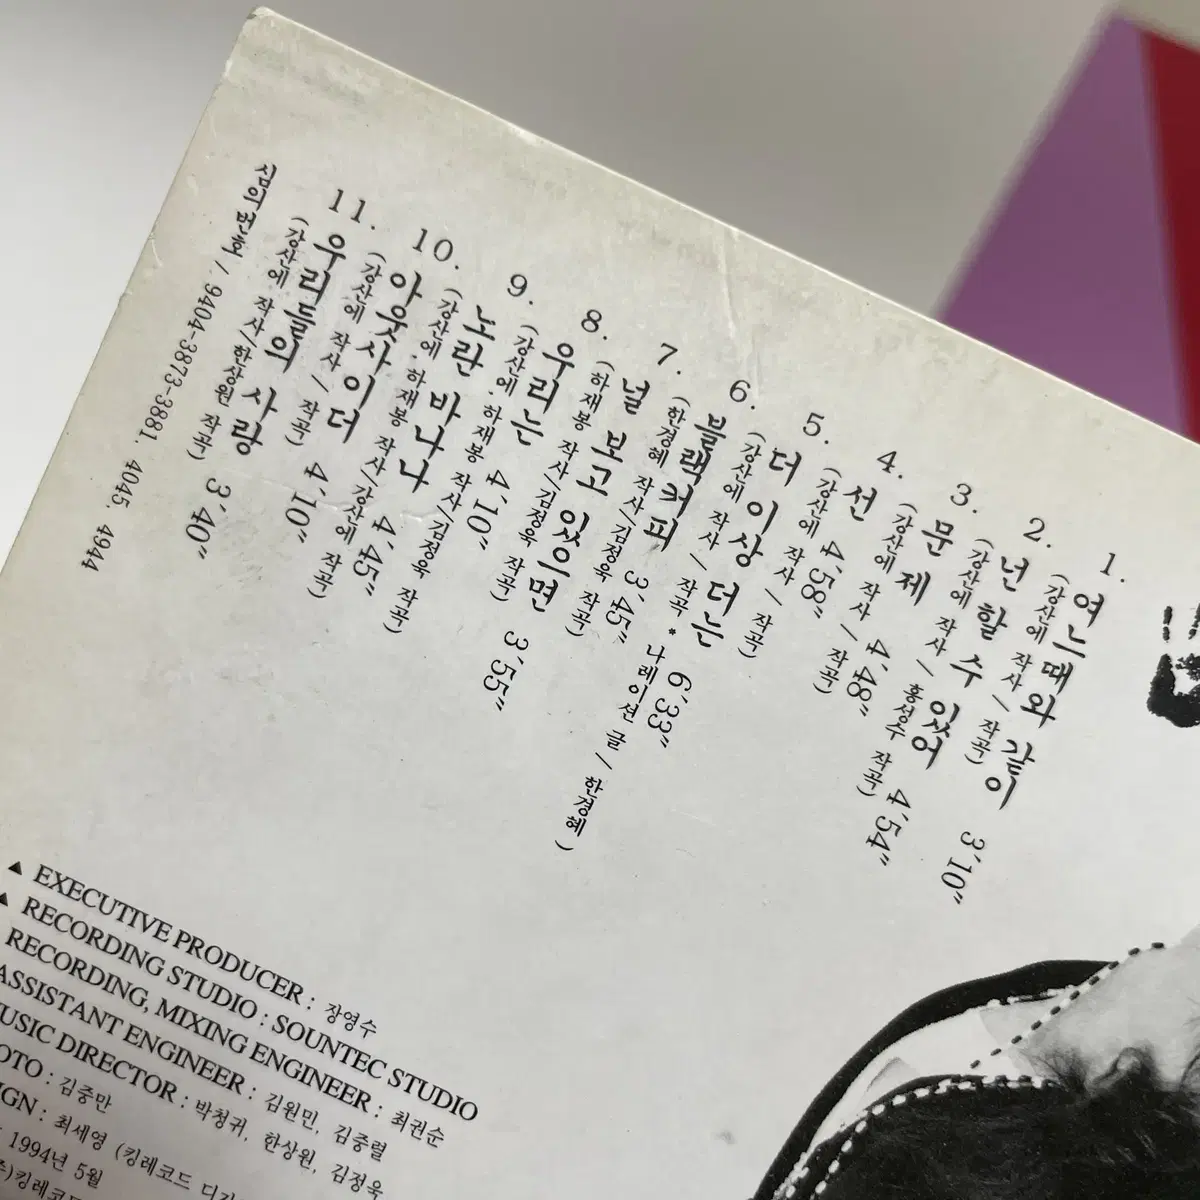 1. 여느때와 같이 3'10"
(강산에 작사 / 작곡)
2. 넌 할 수 있어 4'54"
(강산에 작사 / 홍성수 작곡)
3. 문제 4'48"
(강산에 작사 / 작곡)
4. 선 4'58"
(강산에 작사 / 작곡)
5. 더 이상 더는 6'33"
(강산에 작사 / 작곡 * 나레이션 글 / 한경혜)
6. 블랙커피 3'45"
(한경혜 작사/김정욱 작곡)
7. 널 보고 있으면 3'55"
(하재봉 작사/김정욱 작곡)
8. 우리는 4'10"
(강산에·하재봉 작사/김정욱 작곡)
9. 노란 바나나 4'45"
(강산에·하재봉 작사/강산에 작곡)
10. 아웃사이더 4'10"
(강산에 작사 / 작곡)
11. 우리들의 사랑 3'40"
(강산에 작사/한상원 작곡)
심의번호 / 9404-3873-3881. 4045. 4944
▲ EXECUTIVE PRODUCER : 장영수
▲ RECORDING STUDIO : SOUNTEC STUDIO
RECORDING, MIXING ENGINEER : 최권순
ASSISTANT ENGINEER : 김원민, 김중렬
USIC DIRECTOR : 박청귀, 한상원, 김정욱
OTO : 김중만
IGN : 최세영 (킹레코드 디자
1994년 5월
주)킹레코드